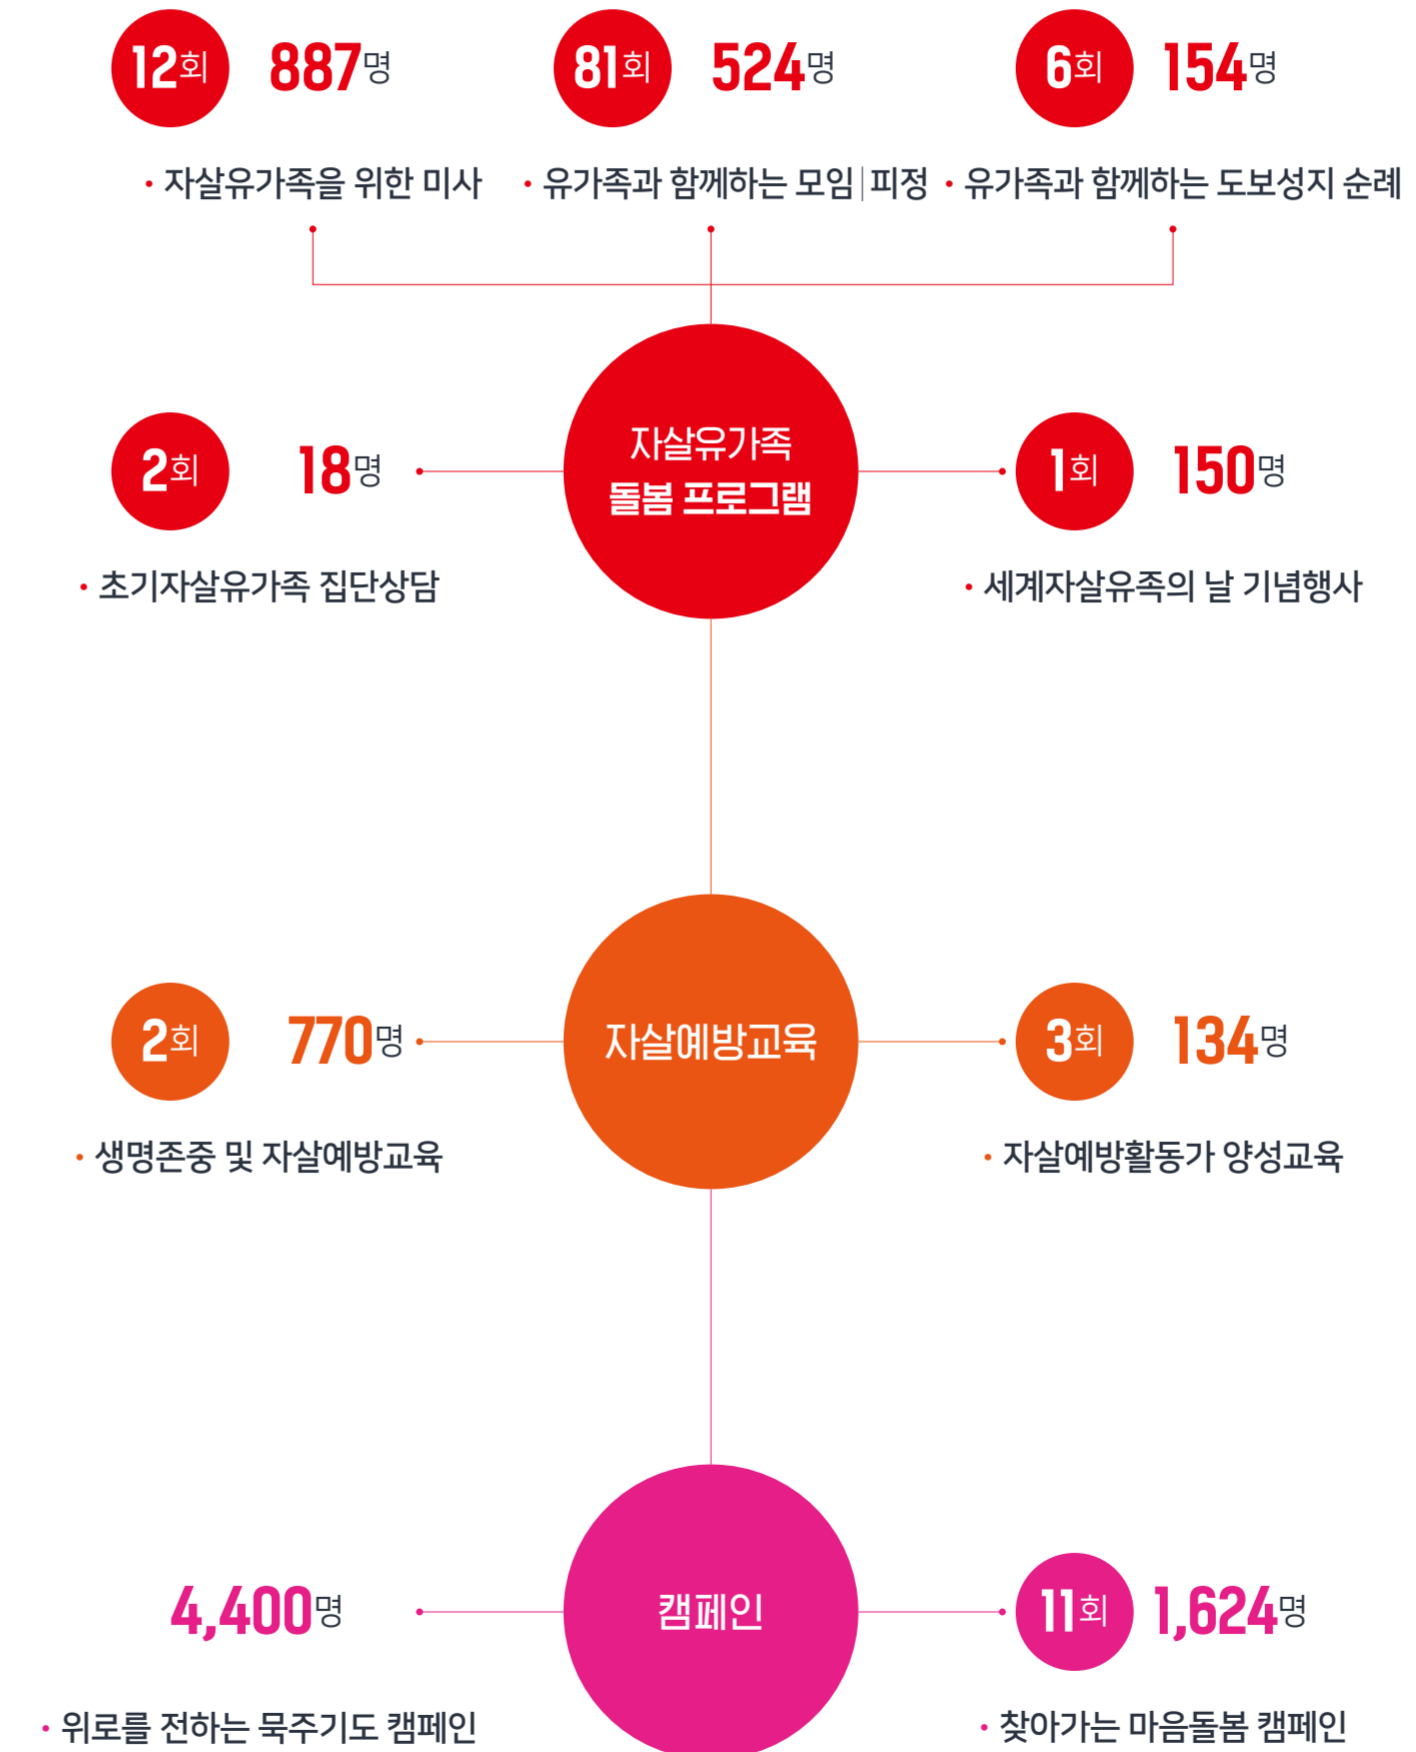 12회 887명
81회 524명
6회 154명
• 자살유가족을 위한 미사
• 유가족과 함께하는 모임|피정
• 유가족과 함께하는 도보성지 순례
자살유가족
돌봄 프로그램
2회 18명
• 초기자살유가족 집단상담
1회 150명
• 세계자살유족의 날 기념행사
자살예방교육
2회 770명
• 생명존중 및 자살예방교육
3회 134명
• 자살예방활동가 양성교육
캠페인
4,400명
• 위로를 전하는 묵주기도 캠페인
11회 1,624명
• 찾아가는 마음돌봄 캠페인